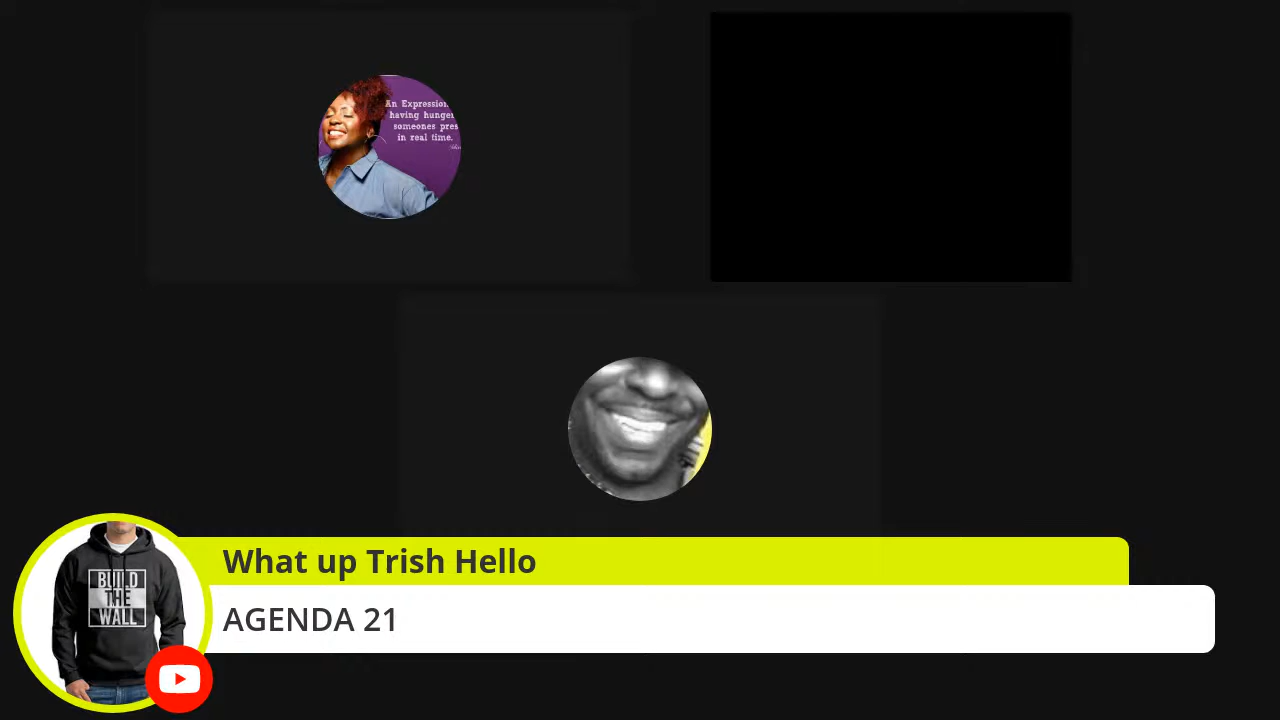 An Expression
having hunger
someones pres
in real time.
What up Trish Hello
AGENDA 21
BUILD
THE
WALL